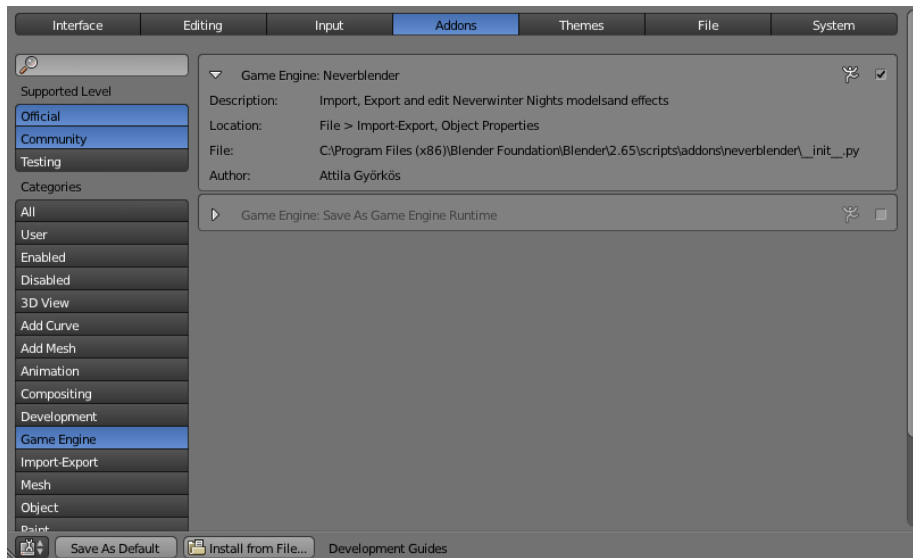 Interface Editing Input Addons Themes File System
Supported Level
Official
Community
Testing
Categories
All
User
Enabled
Disabled
3D View
Add Curve
Add Mesh
Animation
Compositing
Development
Game Engine
Import-Export
Mesh
Object
Paint
Game Engine: Neverblender
Description: Import, Export and edit Neverwinter Nights modelsand effects
Location: File > Import-Export, Object Properties
File: C:\Program Files (x86)\Blender Foundation\Blender\2.65\scripts\addons\neverblender\__init__.py
Author: Attila Györkös
Game Engine: Save As Game Engine Runtime
Save As Default Install from File... Development Guides